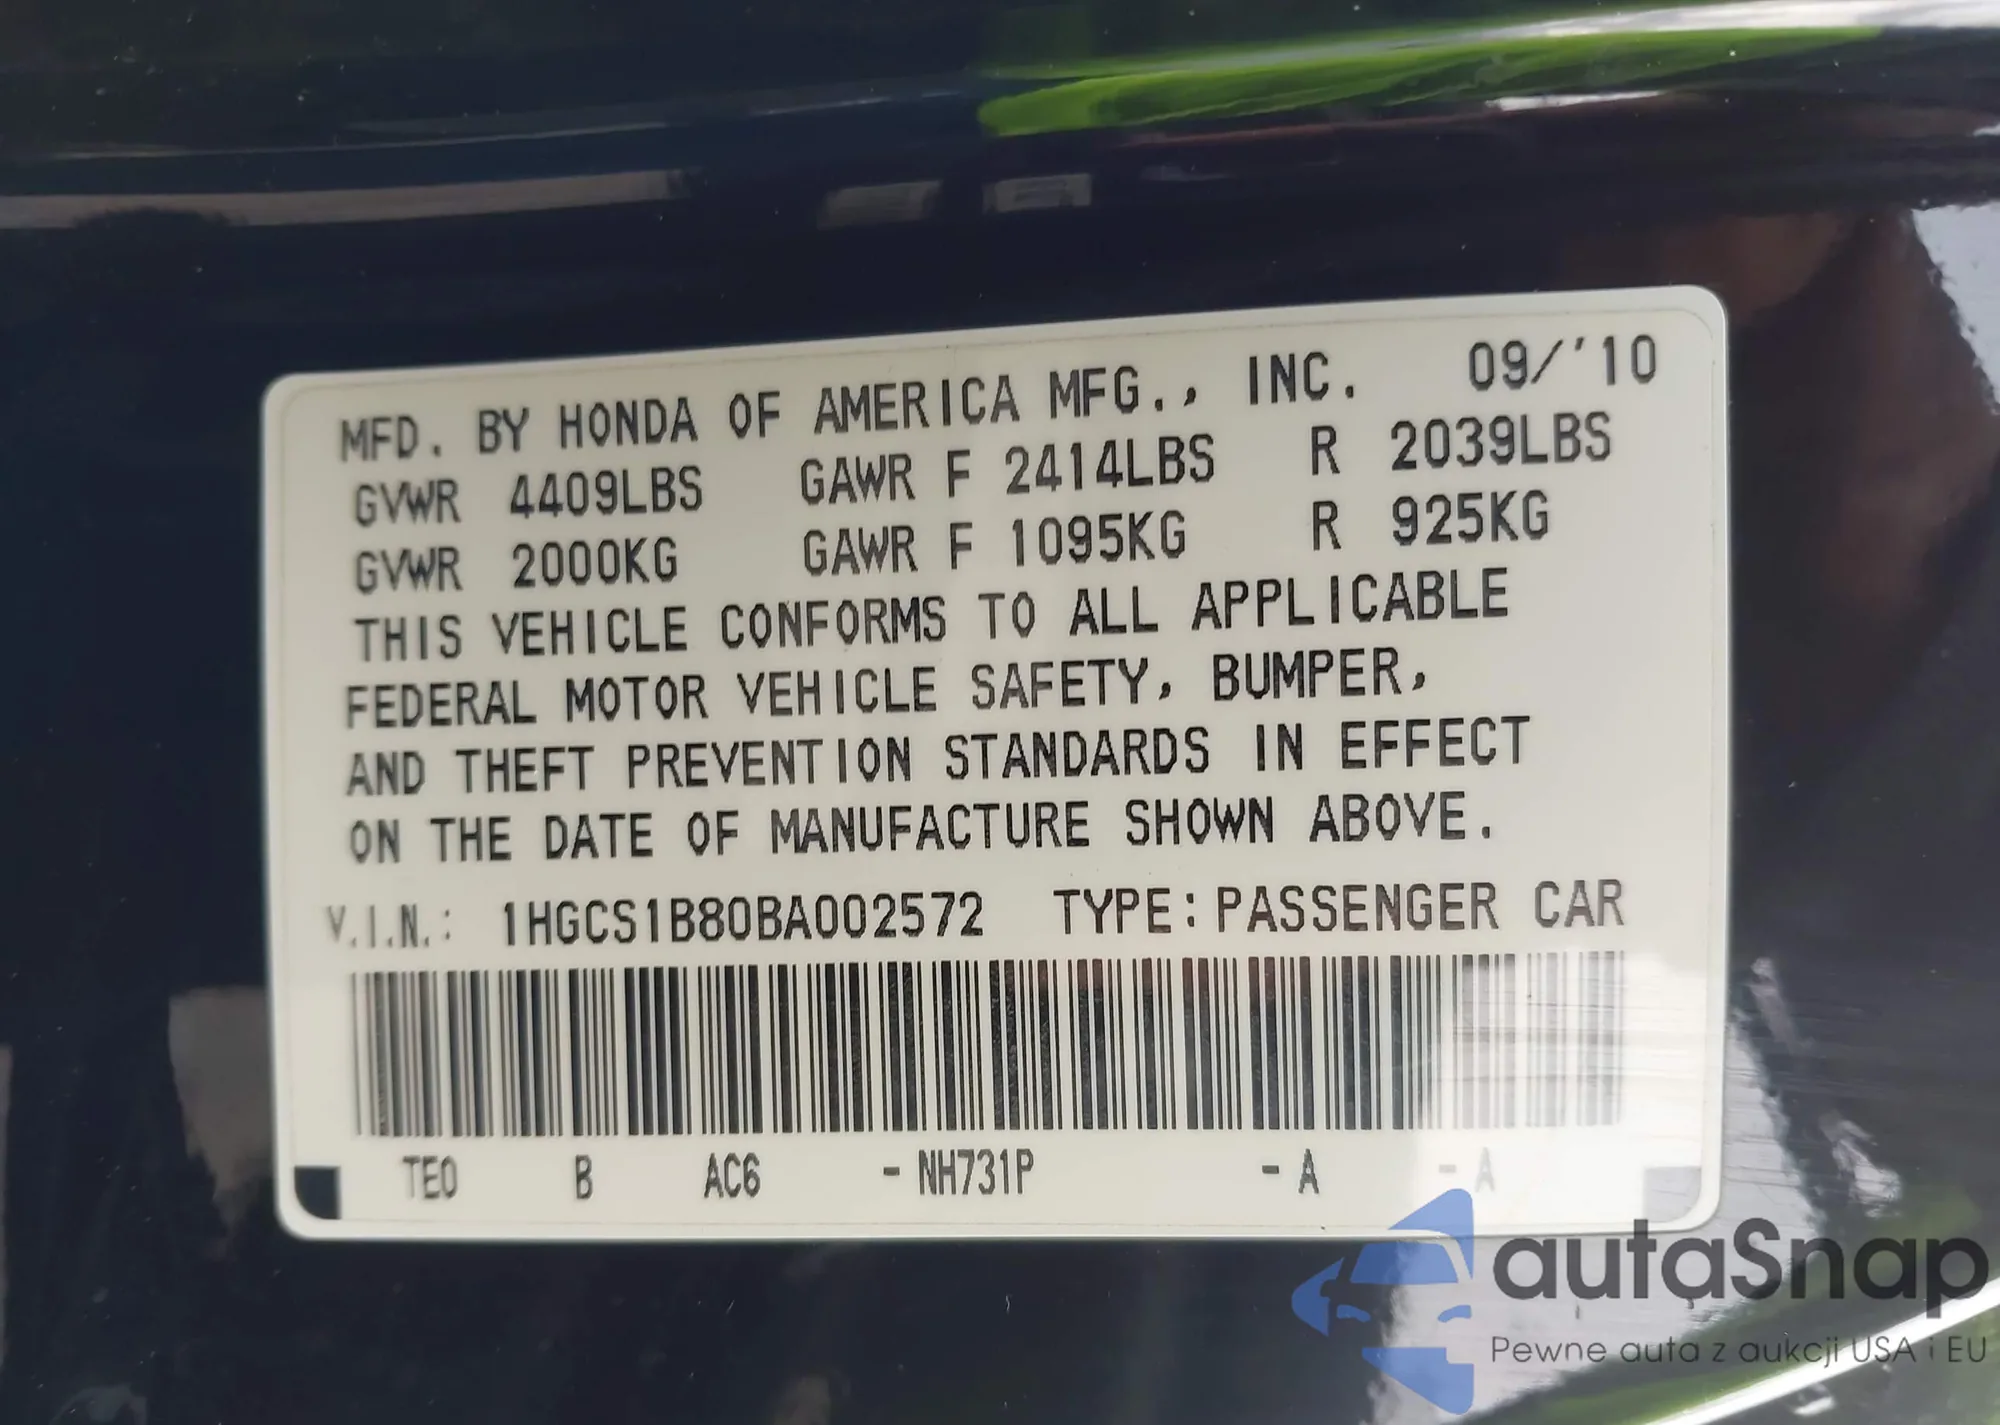 MFD. BY HONDA OF AMERICA MFG., INC. 09/'10
GVWR 4409LBS GAWR F 2414LBS R 2039LBS
GVWR 2000KG GAWR F 1095KG R 925KG
THIS VEHICLE CONFORMS TO ALL APPLICABLE
FEDERAL MOTOR VEHICLE SAFETY, BUMPER,
AND THEFT PREVENTION STANDARDS IN EFFECT
ON THE DATE OF MANUFACTURE SHOWN ABOVE.
V.I.N.: 1HGCS1B80BA002572 TYPE: PASSENGER CAR
TE0 B AC6 - NH731P - A - A
autaSnap
Pewne auta z aukcji USA i EU